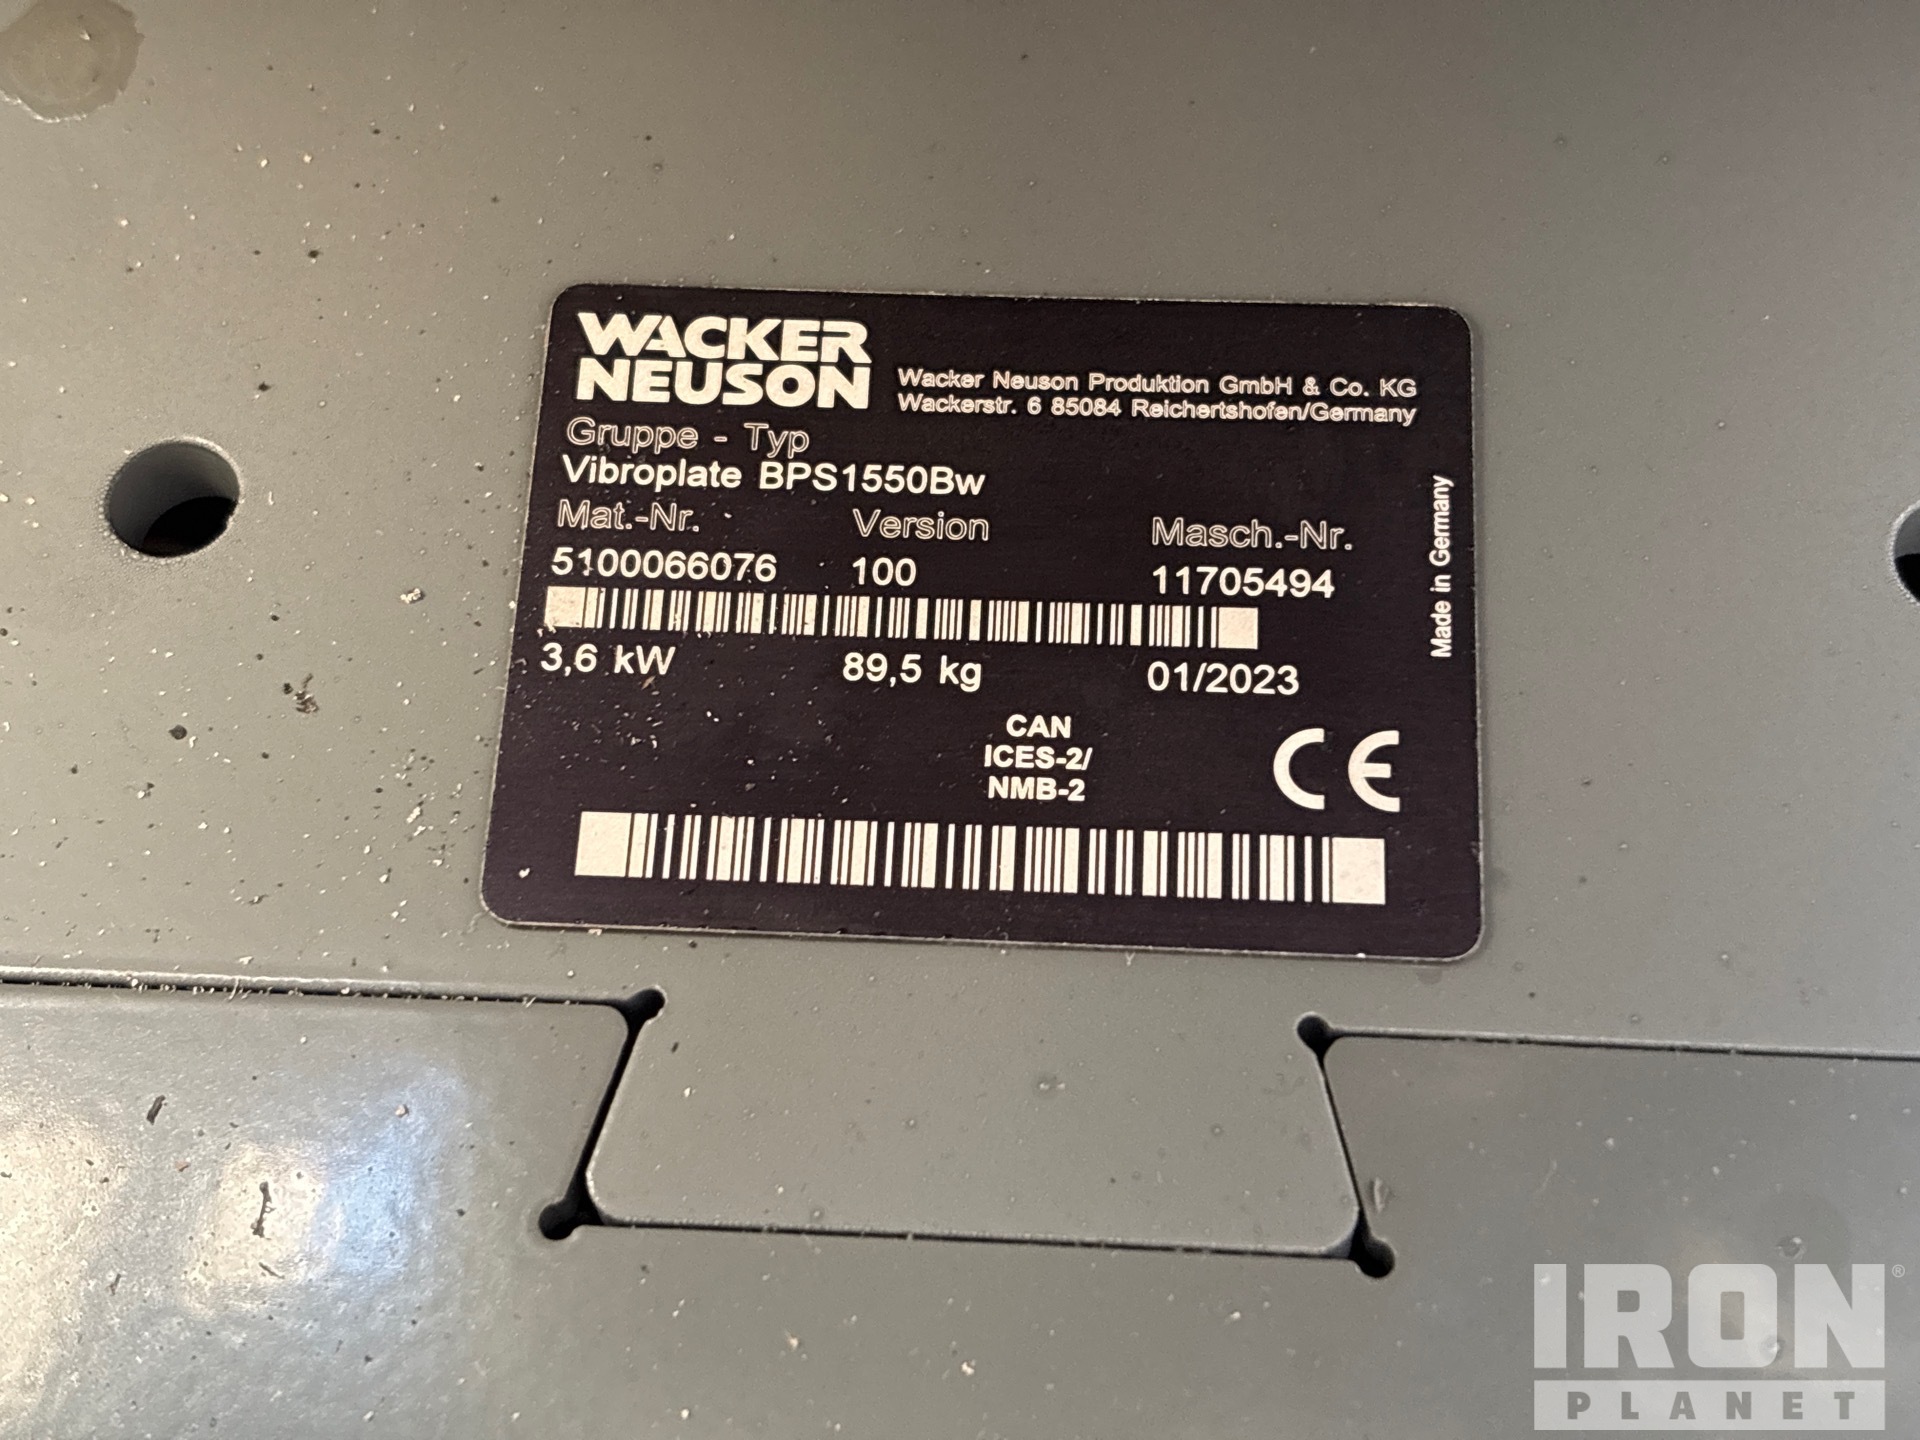 WACKER
NEUSON
Wacker Neuson Produktion GmbH & Co. KG
Wackerstr. 6 85084 Reichertshofen/Germany
Gruppe - Typ
Vibroplate BPS1550Bw
Mat.-Nr. Version Masch.-Nr.
5100066076 100 11705494
3,6 kW 89,5 kg 01/2023
Made in Germany
CAN
ICES-2/
NMB-2
CE
IRON®
PLANET